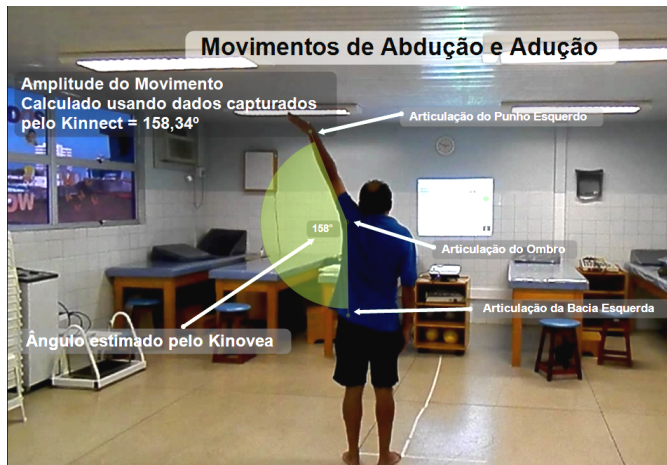 Movimentos de Abdução e Adução
Amplitude do Movimento
Calculado usando dados capturados
pelo Kinnect = 158,34º
Articulação do Punho Esquerdo
158°
Articulação do Ombro
Articulação da Bacia Esquerda
Ângulo estimado pelo Kinovea